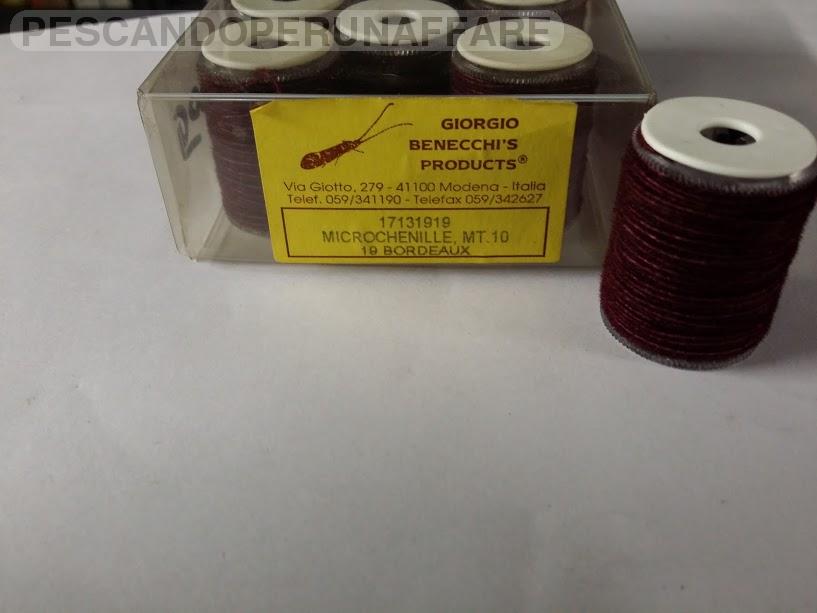 PESCANDOPERUNAFFARE
GIORGIO
BENECCHI'S
PRODUCTS®
Via Giotto, 279 - 41100 Modena - Italia
Telef. 059/341190 - Telefax 059/342627
17131919
MICROCHENILLE, MT.10
19 BORDEAUX